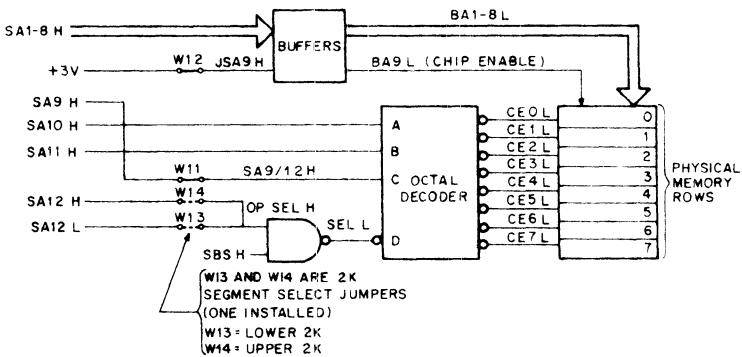 BA1-8 L
SA1-8 H
BUFFERS
W12 JSA9 H
BA9 L (CHIP ENABLE)
+3V
SA9 H
SA10 H
SA11 H
A
B
C
D
OCTAL
DECODER
CE0 L
CE1 L
CE2 L
CE3 L
CE4 L
CE5 L
CE6 L
CE7 L
0
1
2
3
4
5
6
7
PHYSICAL
MEMORY
ROWS
W11 SA9/12 H
W14
SA12 H
OP SEL H
W13
SA12 L
SEL L
SBS H
W13 AND W14 ARE 2K
SEGMENT SELECT JUMPERS
(ONE INSTALLED)
W13= LOWER 2K
W14= UPPER 2K